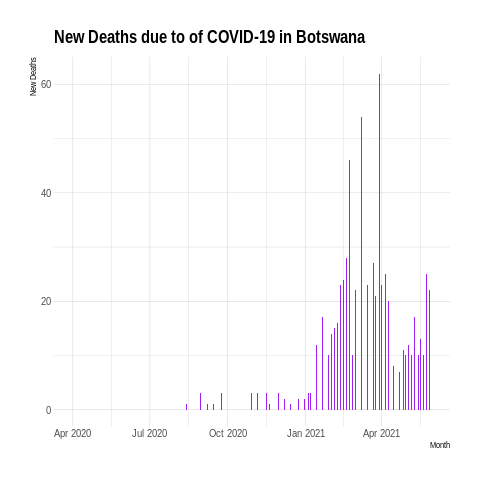 New Deaths due to of COVID-19 in Botswana
New Deaths
60
40
20
0
Apr 2020 Jul 2020 Oct 2020 Jan 2021 Apr 2021
Month